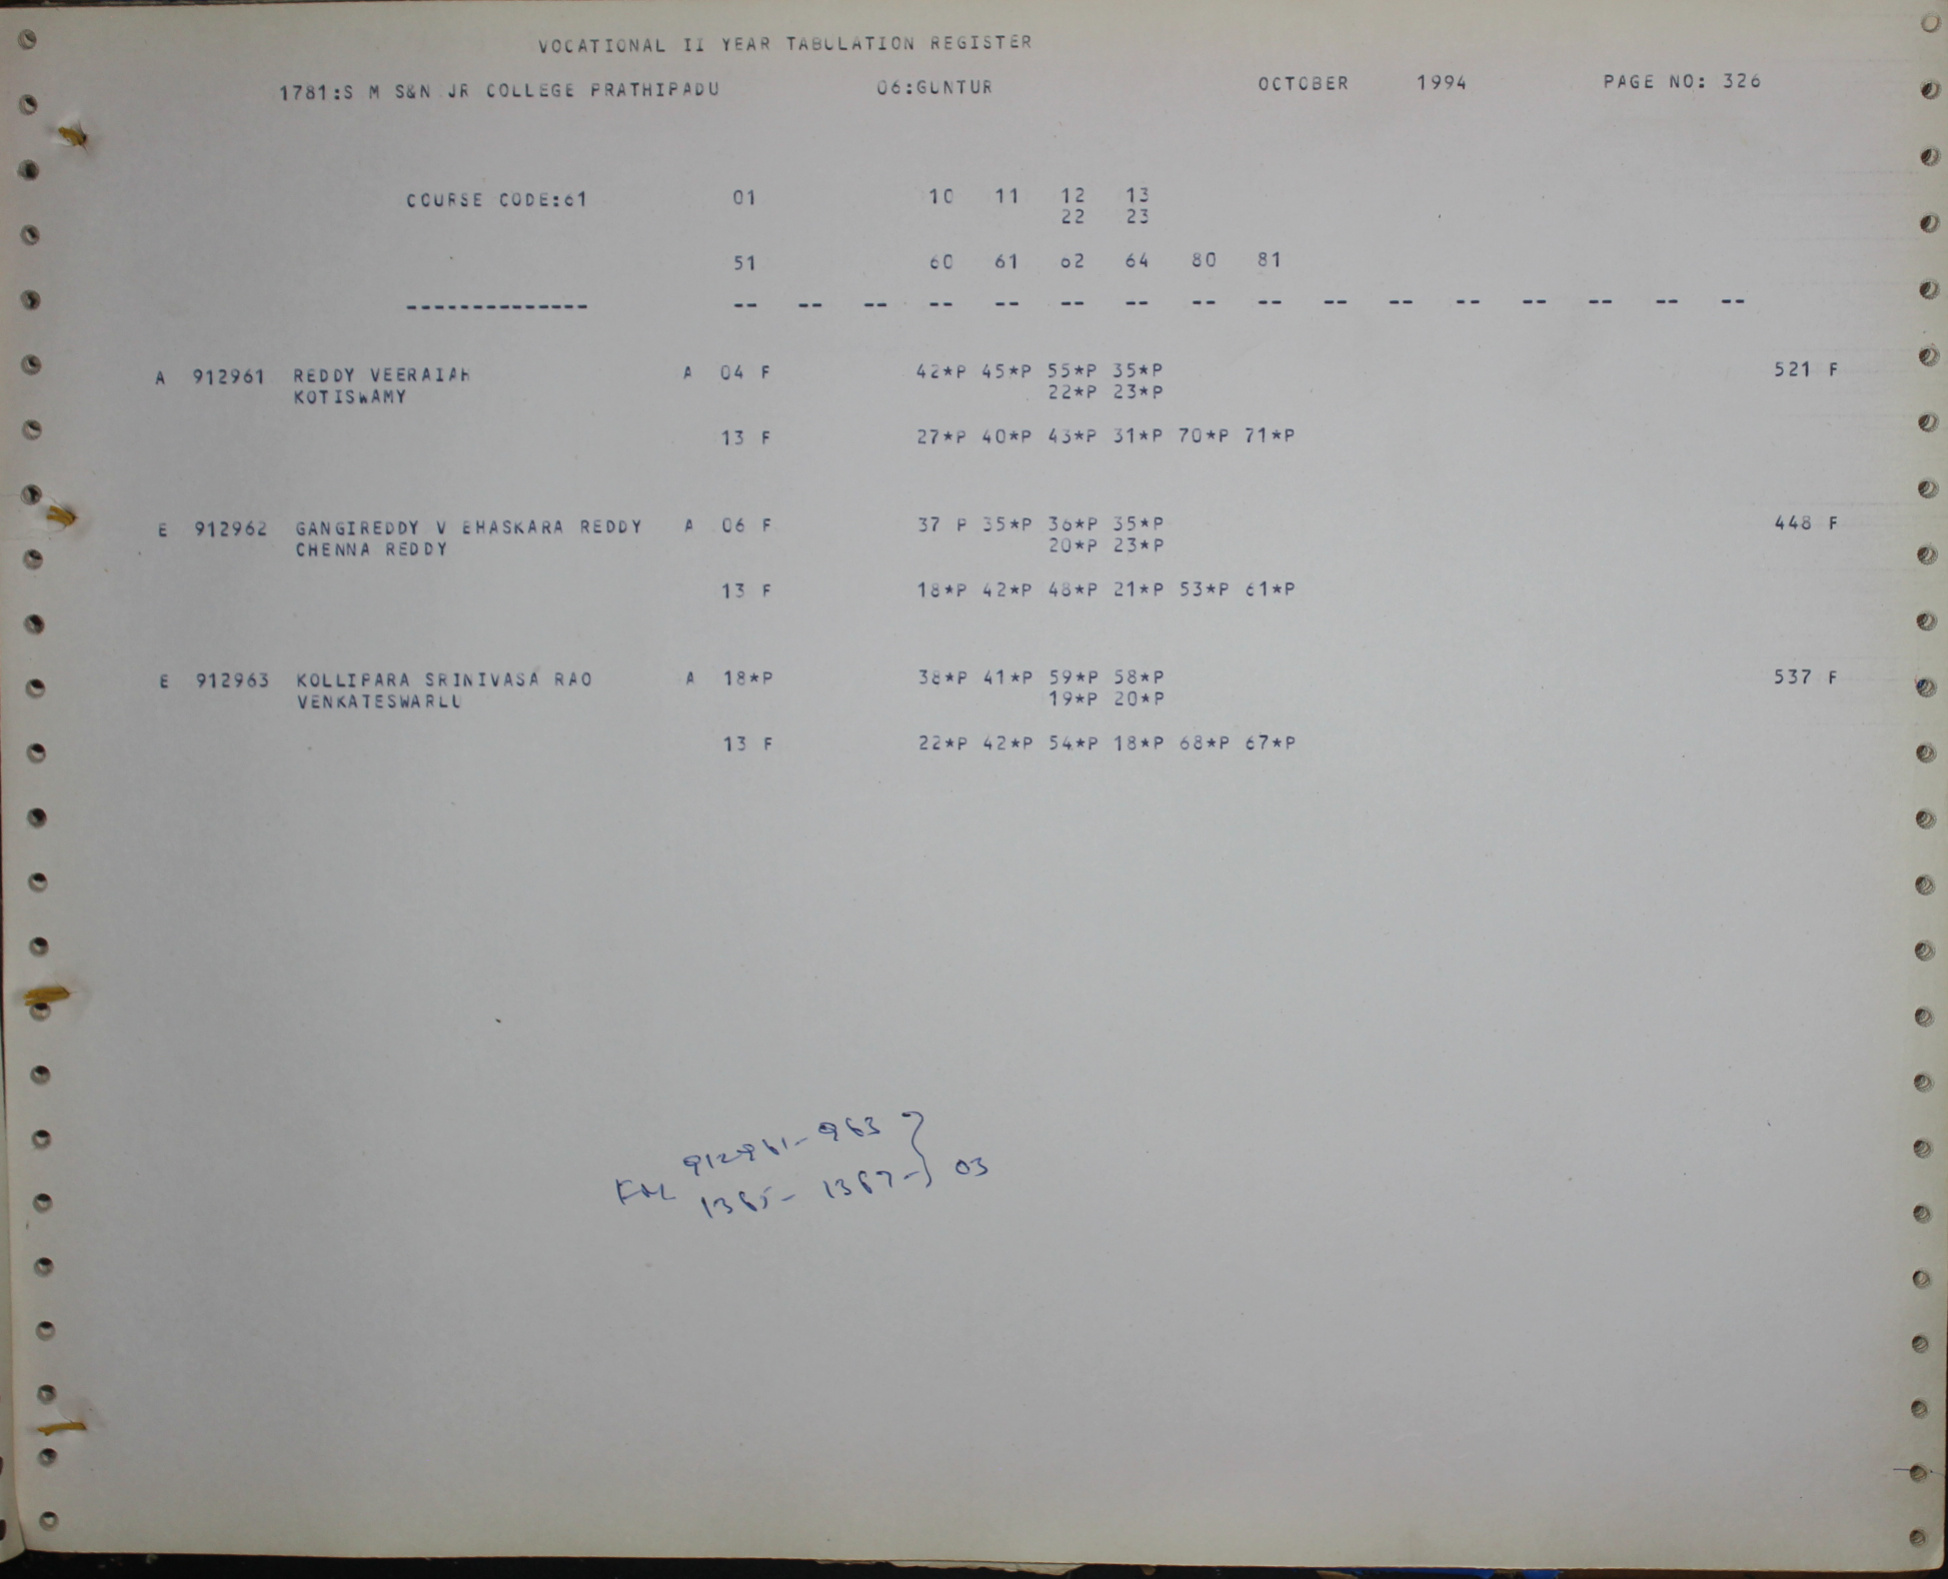 VOCATIONAL II YEAR TABULATION REGISTER
1781:S M S&N JR COLLEGE PRATHIPADU 06:GUNTUR OCTOBER 1994 PAGE NO: 326
COURSE CODE:61 01 10 11 12 13
22 23
51 60 61 62 64 80 81
-------------- -- -- -- -- -- -- -- -- -- -- -- -- -- -- -- --
A 912961 REDDY VEERAIAH A 04 F 42*P 45*P 55*P 35*P 521 F
KOTISWAMY 22*P 23*P
13 F 27*P 40*P 43*P 31*P 70*P 71*P
E 912962 GANGIREDDY V BHASKARA REDDY A 06 F 37 P 35*P 36*P 35*P 448 F
CHENNA REDDY 20*P 23*P
13 F 18*P 42*P 48*P 21*P 53*P 61*P
E 912963 KOLLIPARA SRINIVASA RAO A 18*P 38*P 41*P 59*P 58*P 537 F
VENKATESWARLU 19*P 20*P
13 F 22*P 42*P 54*P 18*P 68*P 67*P
912961-963
1365- 1367- } 03